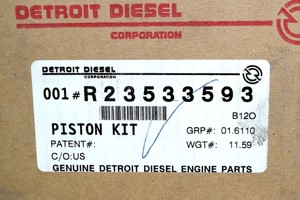 DETROIT DIESEL
CORPORATION
DETROIT DIESEL
CORPORATION
001# R23533593
B12O
PISTON KIT GRP#: 01.6110
PATENT#: WGT#: 11.59
C/O:US
GENUINE DETROIT DIESEL ENGINE PARTS